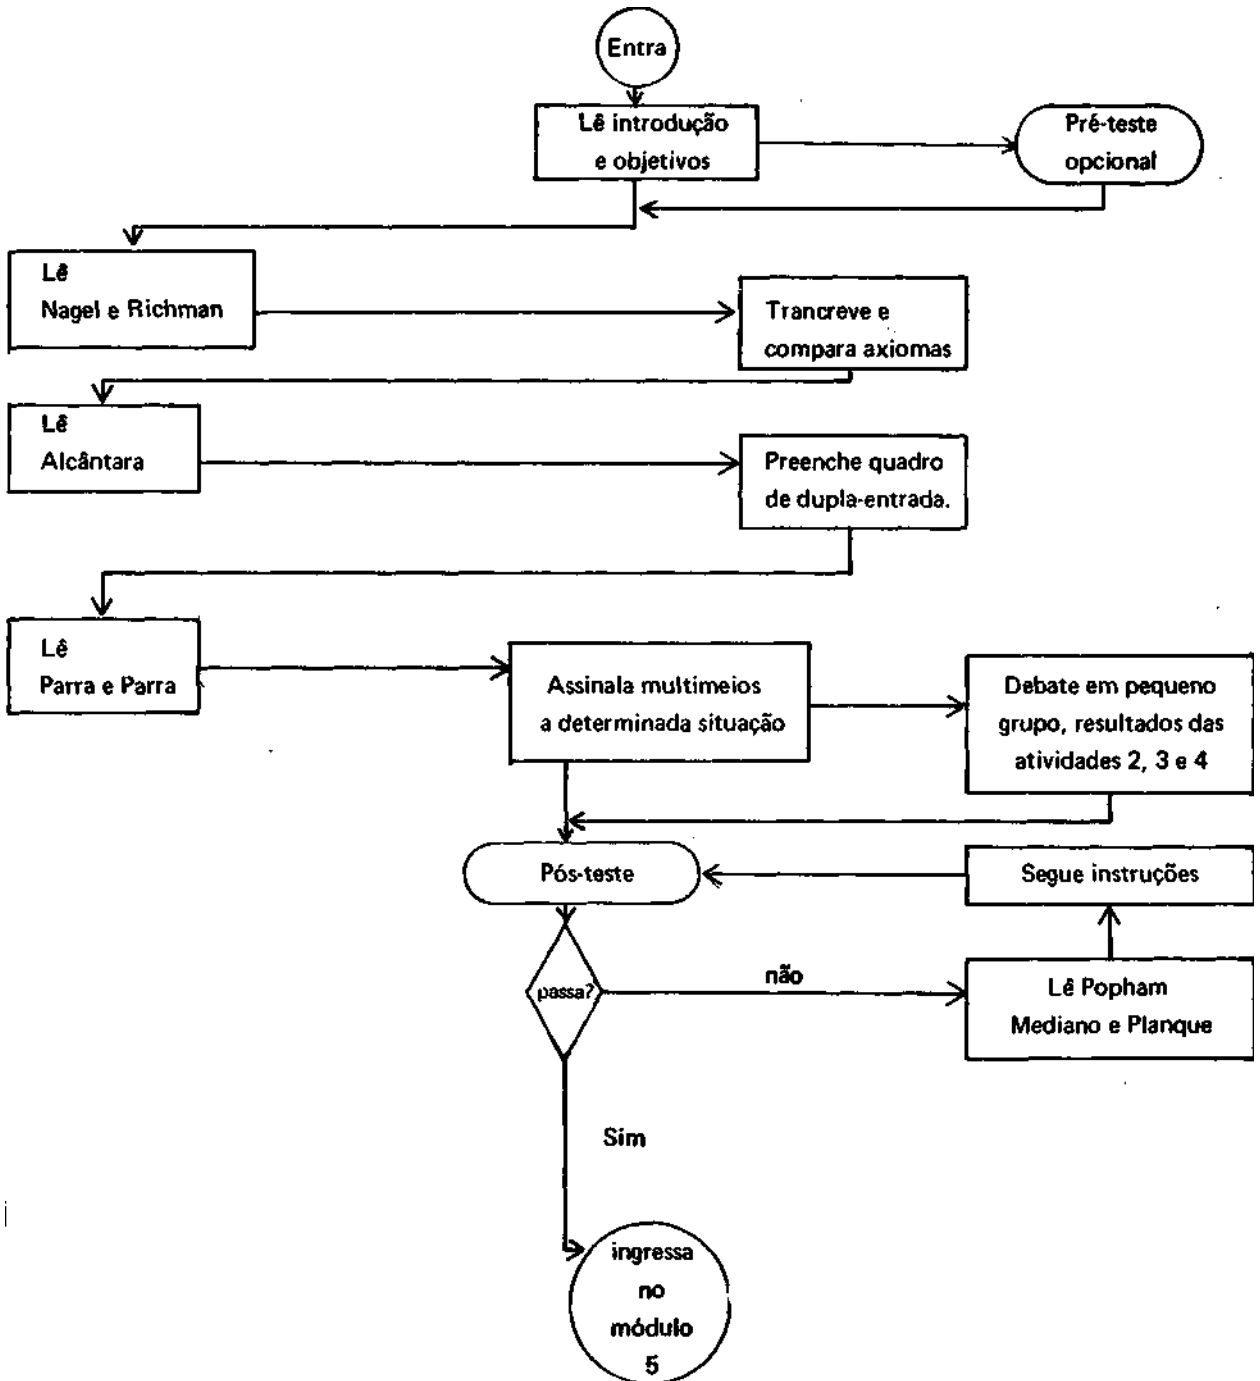 Entra
Lê introdução
e objetivos
Pré-teste
opcional
Lê
Nagel e Richman
Trancreve e
compara axiomas
Lê
Alcântara
Preenche quadro
de dupla-entrada.
Lê
Parra e Parra
Assinala multimeios
a determinada situação
Debate em pequeno
grupo, resultados das
atividades 2, 3 e 4
Pós-teste
Segue instruções
passa?
não
Lê Popham
Mediano e Planque
Sim
ingressa
no
módulo
5